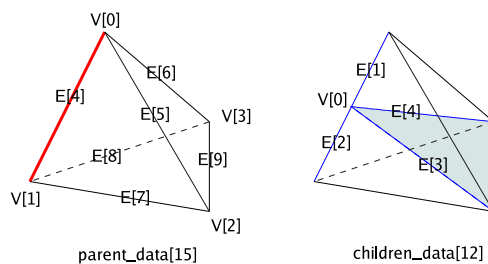 V[0]
E[6]
E[4]
E[5]
V[3]
E[8]
E[9]
V[1]
E[7]
V[2]
parent_data[15]
E[1]
V[0]
E[4]
E[2]
E[3]
children_data[12]